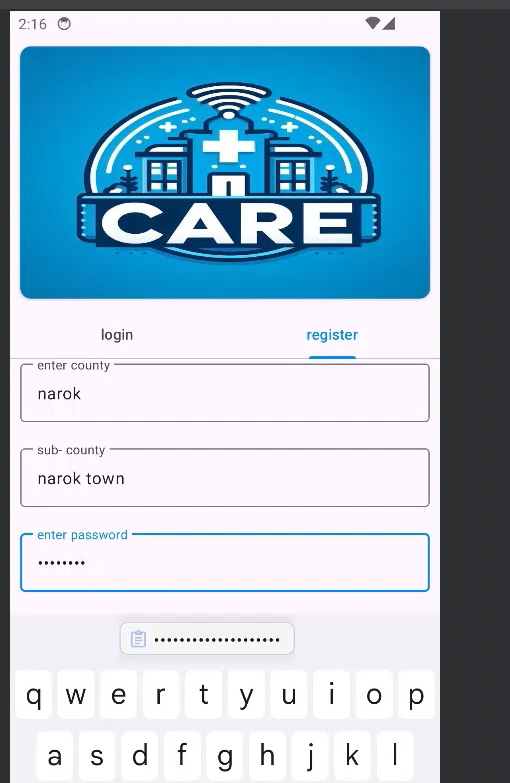 2:16
CARE
login register
enter county
narok
sub- county
narok town
enter password
••••••••
••••••••••••••••••••
q w e r t y u i o p
a s d f g h j k l